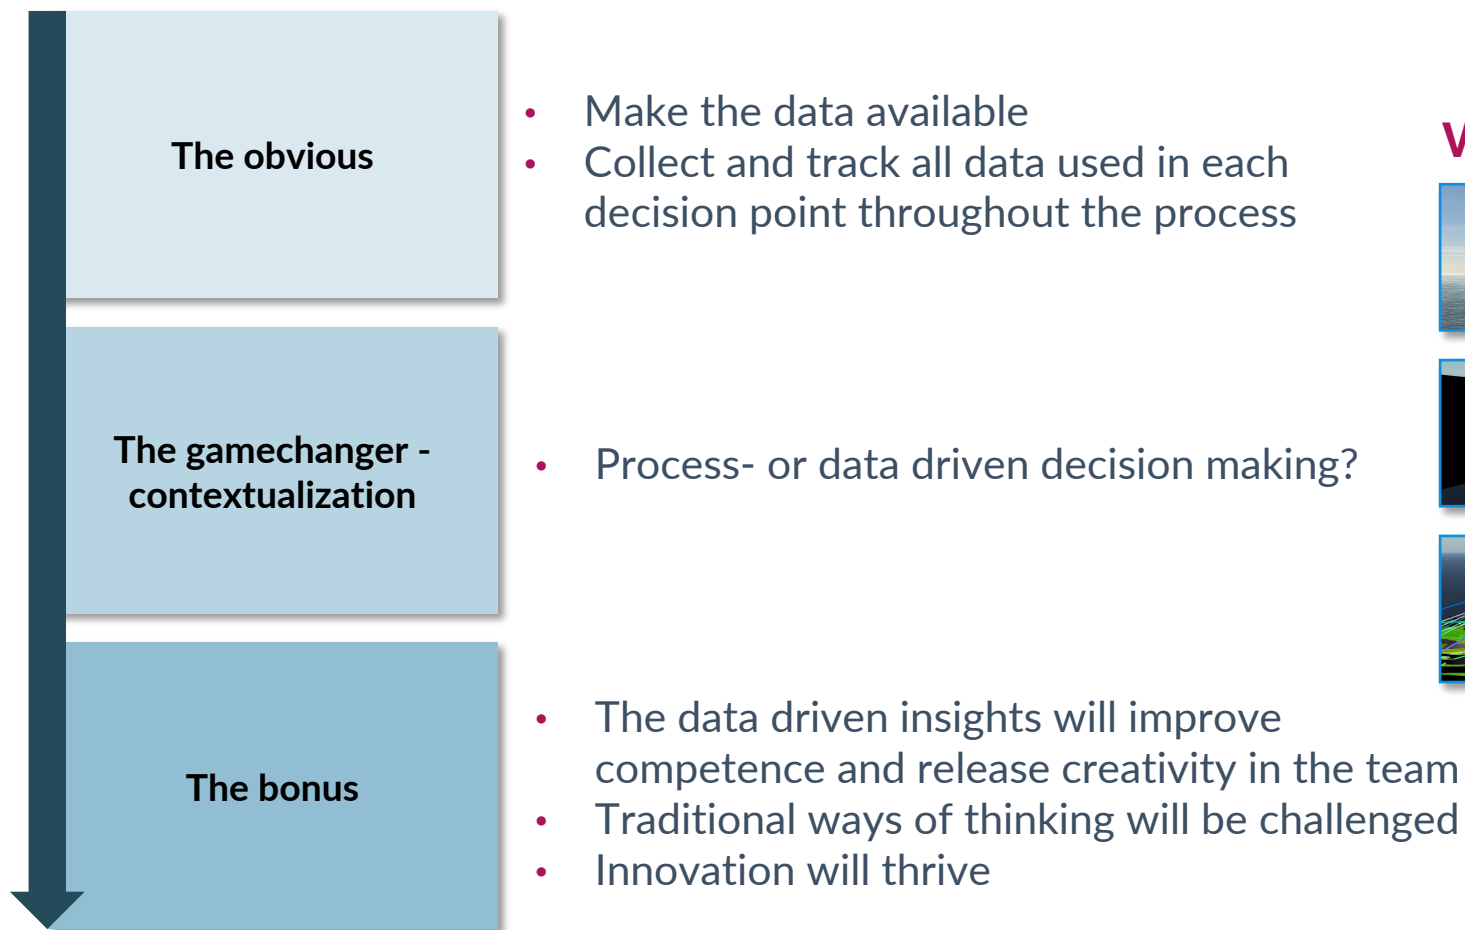 The obvious
• Make the data available
• Collect and track all data used in each
decision point throughout the process
The gamechanger -
contextualization
• Process- or data driven decision making?
The bonus
• The data driven insights will improve
competence and release creativity in the team
• Traditional ways of thinking will be challenged
• Innovation will thrive